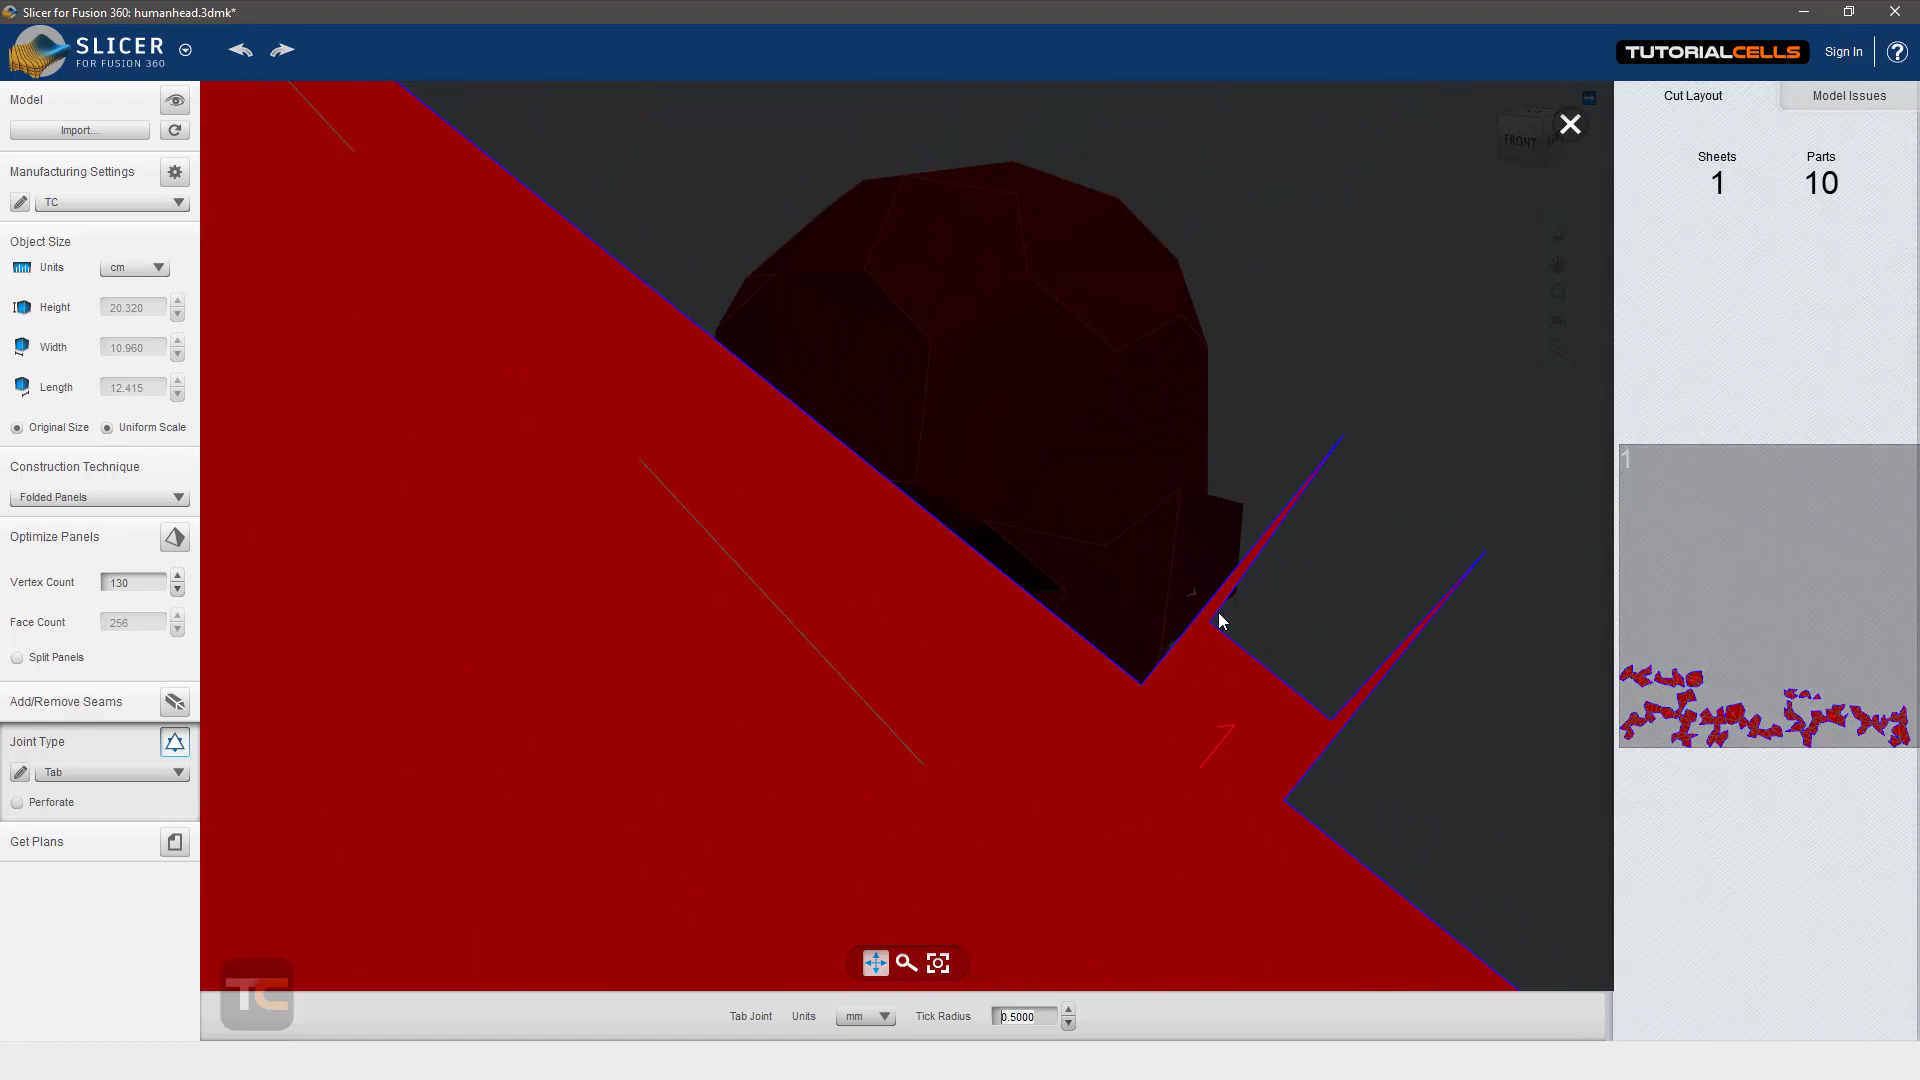 Slicer for Fusion 360: humanhead.3dmk*
SLICER
FOR FUSION 360
TUTORIALCELLS
Sign In
?
Model
Import...
Manufacturing Settings
TC
Object Size
Units
cm
Height
20.320
Width
10.960
Length
12.415
Original Size
Uniform Scale
Construction Technique
Folded Panels
Optimize Panels
Vertex Count
130
Face Count
256
Split Panels
Add/Remove Seams
Joint Type
Tab
Perforate
Get Plans
FRONT
TC
Tab Joint
Units
mm
Tick Radius
0.5000
Cut Layout
Model Issues
Sheets
Parts
1
10
1